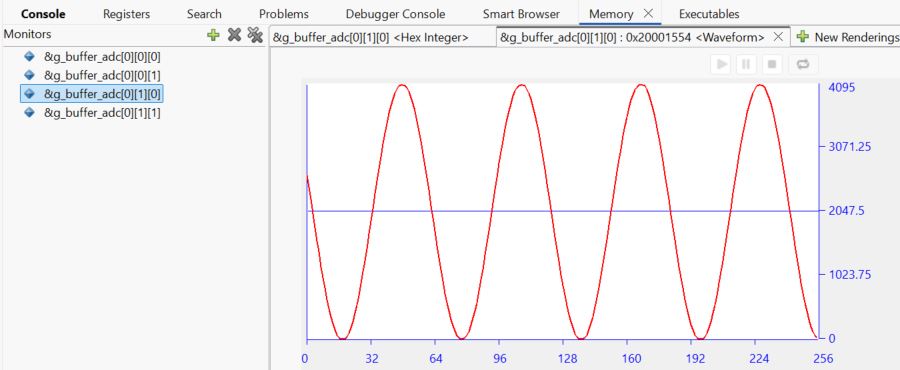 Console Registers Search Problems Debugger Console Smart Browser Memory Executables
Monitors
&g_buffer_adc[0][0][0]
&g_buffer_adc[0][0][1]
&g_buffer_adc[0][1][0]
&g_buffer_adc[0][1][1]
&g_buffer_adc[0][1][0] <Hex Integer> &g_buffer_adc[0][1][0] : 0x20001554 <Waveform> New Renderings
4095
3071.25
2047.5
1023.75
0
0 32 64 96 128 160 192 224 256